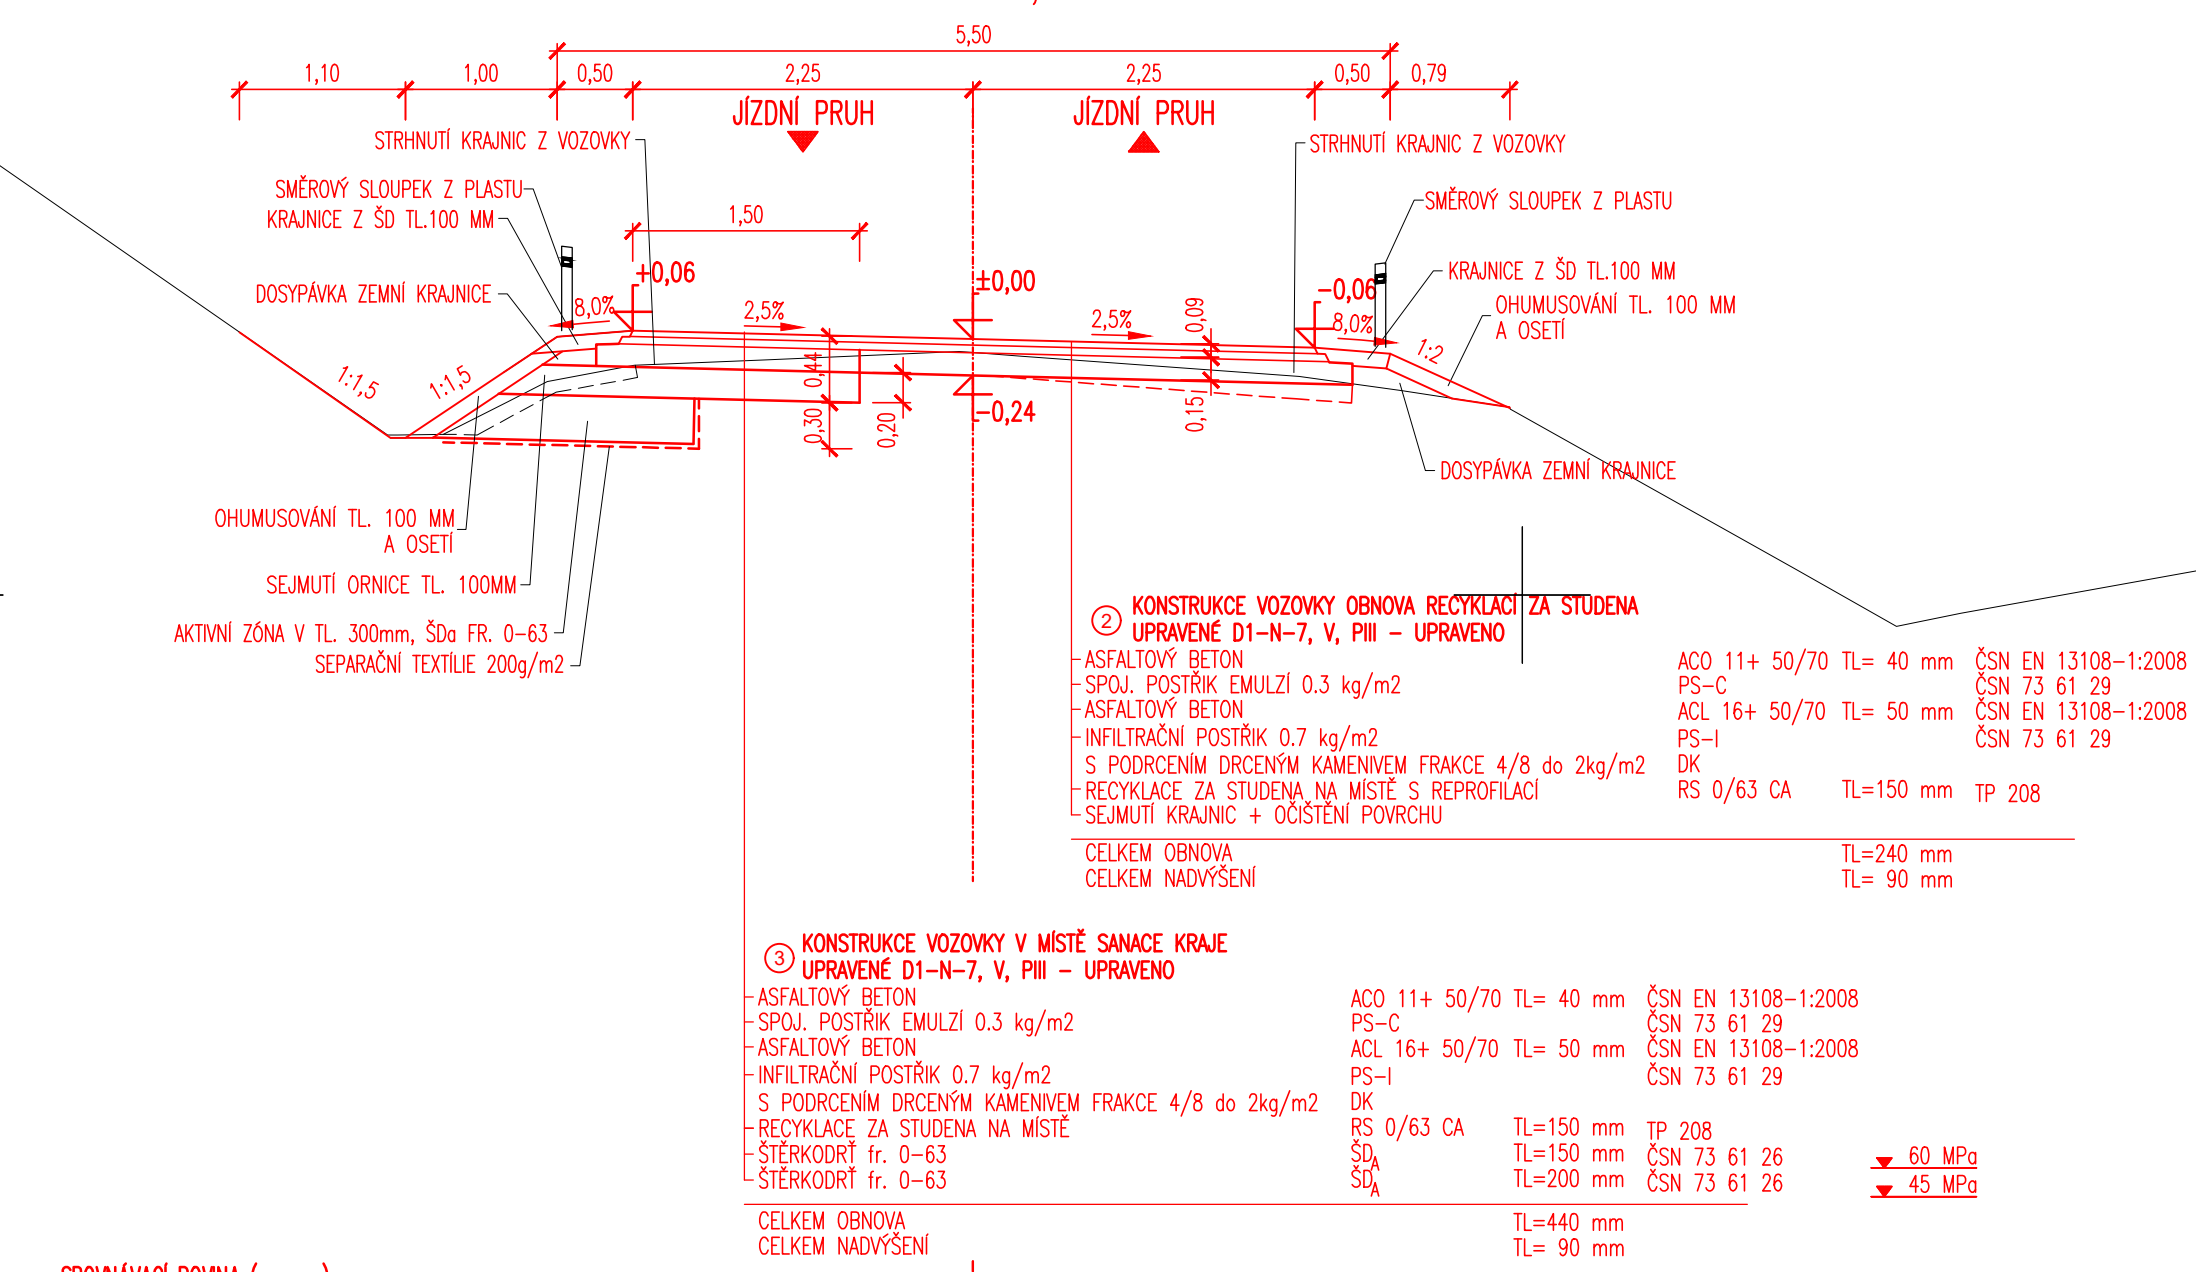 5,50
1,10 1,00 0,50 2,25 2,25 0,50 0,79
JÍZDNÍ PRUH JÍZDNÍ PRUH
STRHNUTÍ KRAJNIC Z VOZOVKY
STRHNUTÍ KRAJNIC Z VOZOVKY
SMĚROVÝ SLOUPEK Z PLASTU
SMĚROVÝ SLOUPEK Z PLASTU
KRAJNICE Z ŠD TL.100 MM
1,50
+0,06
±0,00
-0,06
KRAJNICE Z ŠD TL.100 MM
DOSYPÁVKA ZEMNÍ KRAJNICE
OHUMUSOVÁNÍ TL. 100 MM
A OSETÍ
8,0%
2,5%
2,5%
0,09
8,0%
1:2
1:1,5
1:1,5
0,44
0,30
0,20
-0,24
0,15
DOSYPÁVKA ZEMNÍ KRAJNICE
OHUMUSOVÁNÍ TL. 100 MM
A OSETÍ
SEJMUTÍ ORNICE TL. 100MM
AKTIVNÍ ZÓNA V TL. 300mm, ŠDa FR. 0-63
SEPARAČNÍ TEXTÍLIE 200g/m2
2 KONSTRUKCE VOZOVKY OBNOVA RECYKLACÍ ZA STUDENA
UPRAVENÉ D1-N-7, V, PIII - UPRAVENO
ASFALTOVÝ BETON ACO 11+ 50/70 TL= 40 mm ČSN EN 13108-1:2008
SPOJ. POSTŘIK EMULZÍ 0.3 kg/m2 PS-C ČSN 73 61 29
ASFALTOVÝ BETON ACL 16+ 50/70 TL= 50 mm ČSN EN 13108-1:2008
INFILTRAČNÍ POSTŘIK 0.7 kg/m2 PS-I ČSN 73 61 29
S PODRCENÍM DRCENÝM KAMENIVEM FRAKCE 4/8 do 2kg/m2 DK
RECYKLACE ZA STUDENA NA MÍSTĚ S REPROFILACÍ RS 0/63 CA TL=150 mm TP 208
SEJMUTÍ KRAJNIC + OČIŠTĚNÍ POVRCHU
CELKEM OBNOVA TL=240 mm
CELKEM NADVÝŠENÍ TL= 90 mm
3 KONSTRUKCE VOZOVKY V MÍSTĚ SANACE KRAJE
UPRAVENÉ D1-N-7, V, PIII - UPRAVENO
ASFALTOVÝ BETON ACO 11+ 50/70 TL= 40 mm ČSN EN 13108-1:2008
SPOJ. POSTŘIK EMULZÍ 0.3 kg/m2 PS-C ČSN 73 61 29
ASFALTOVÝ BETON ACL 16+ 50/70 TL= 50 mm ČSN EN 13108-1:2008
INFILTRAČNÍ POSTŘIK 0.7 kg/m2 PS-I ČSN 73 61 29
S PODRCENÍM DRCENÝM KAMENIVEM FRAKCE 4/8 do 2kg/m2 DK
RECYKLACE ZA STUDENA NA MÍSTĚ RS 0/63 CA TL=150 mm TP 208
ŠTĚRKODRŤ fr. 0-63 ŠDA TL=150 mm ČSN 73 61 26 60 MPa
ŠTĚRKODRŤ fr. 0-63 ŠDA TL=200 mm ČSN 73 61 26 45 MPa
CELKEM OBNOVA TL=440 mm
CELKEM NADVÝŠENÍ TL= 90 mm